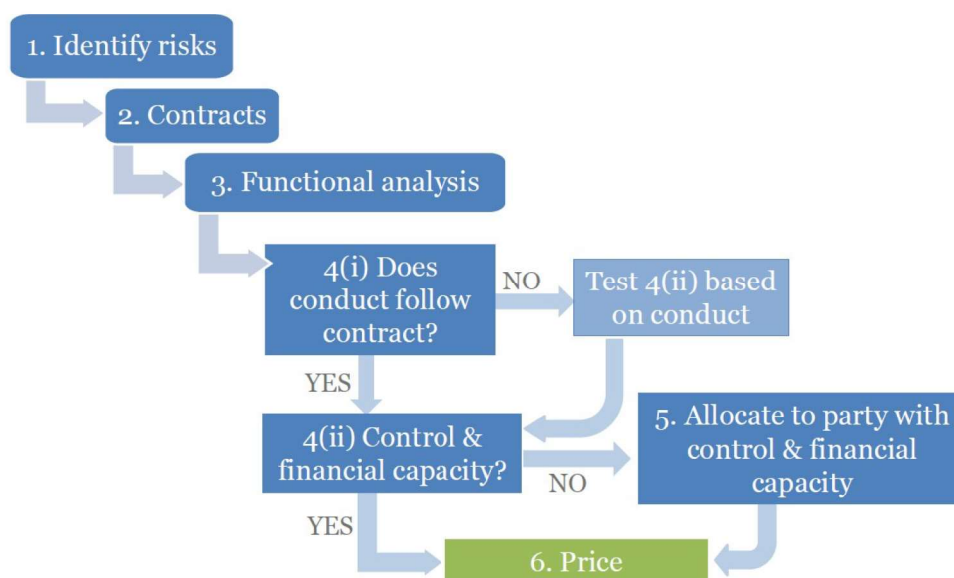 1. Identify risks
2. Contracts
3. Functional analysis
4(i) Does
conduct follow
contract?
NO
Test 4(ii) based
on conduct
YES
4(ii) Control &
financial capacity?
NO
5. Allocate to party with
control & financial
capacity
YES
6. Price